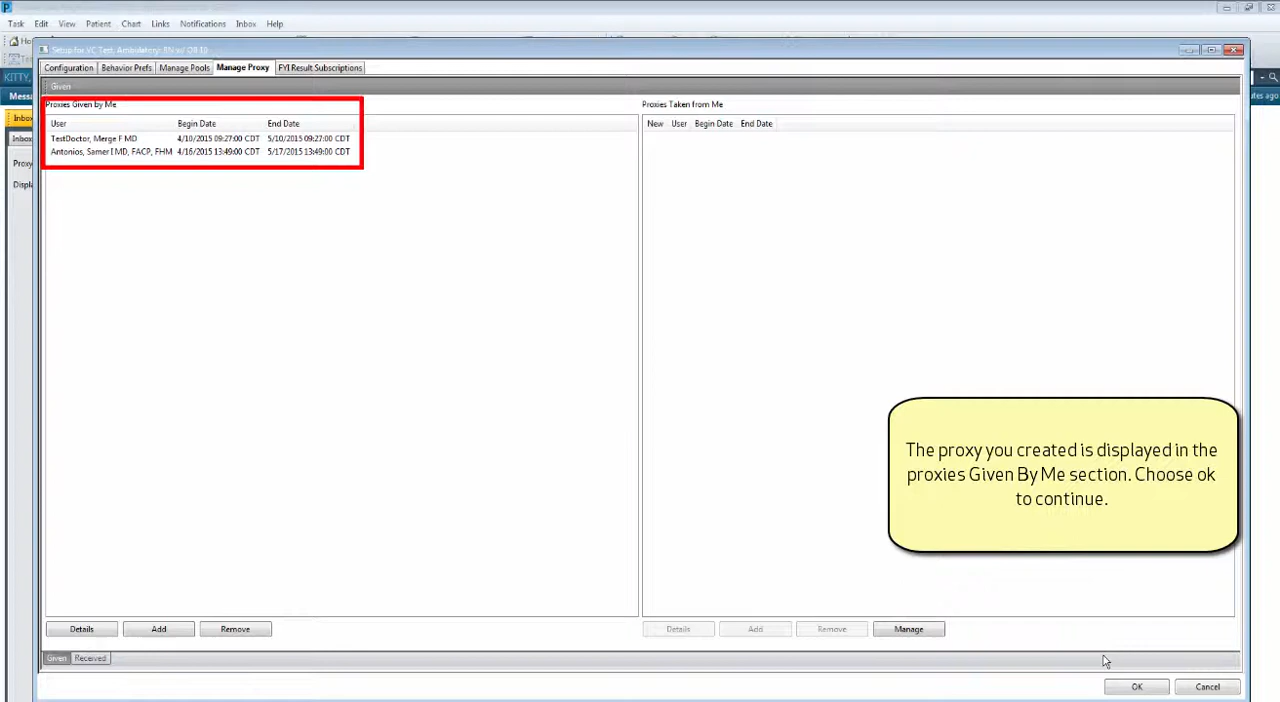 Task Edit View Patient Chart Links Notifications Inbox Help
Setup for VC Test, Ambulatory: RN w/ OB 10
KITTY,
Configuration Behavior Prefs Manage Pools Manage Proxy FYI Result Subscriptions
Given
Proxies Given by Me
User Begin Date End Date
TestDoctor, Merge F MD 4/10/2015 09:27:00 CDT 5/10/2015 09:27:00 CDT
Antonios, Samer I MD, FACP, FHM 4/16/2015 13:49:00 CDT 5/17/2015 13:49:00 CDT
Proxies Taken from Me
New User Begin Date End Date
The proxy you created is displayed in the
proxies Given By Me section. Choose ok
to continue.
Details Add Remove
Details Add Remove Manage
Given Received
OK Cancel